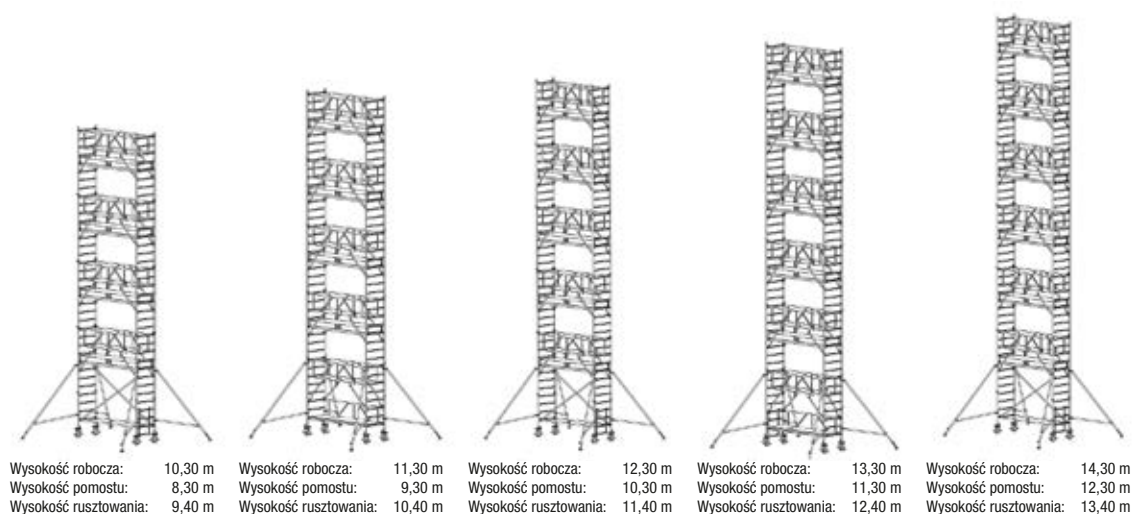 Wysokość robocza: 10,30 m
Wysokość pomostu: 8,30 m
Wysokość rusztowania: 9,40 m
Wysokość robocza: 11,30 m
Wysokość pomostu: 9,30 m
Wysokość rusztowania: 10,40 m
Wysokość robocza: 12,30 m
Wysokość pomostu: 10,30 m
Wysokość rusztowania: 11,40 m
Wysokość robocza: 13,30 m
Wysokość pomostu: 11,30 m
Wysokość rusztowania: 12,40 m
Wysokość robocza: 14,30 m
Wysokość pomostu: 12,30 m
Wysokość rusztowania: 13,40 m